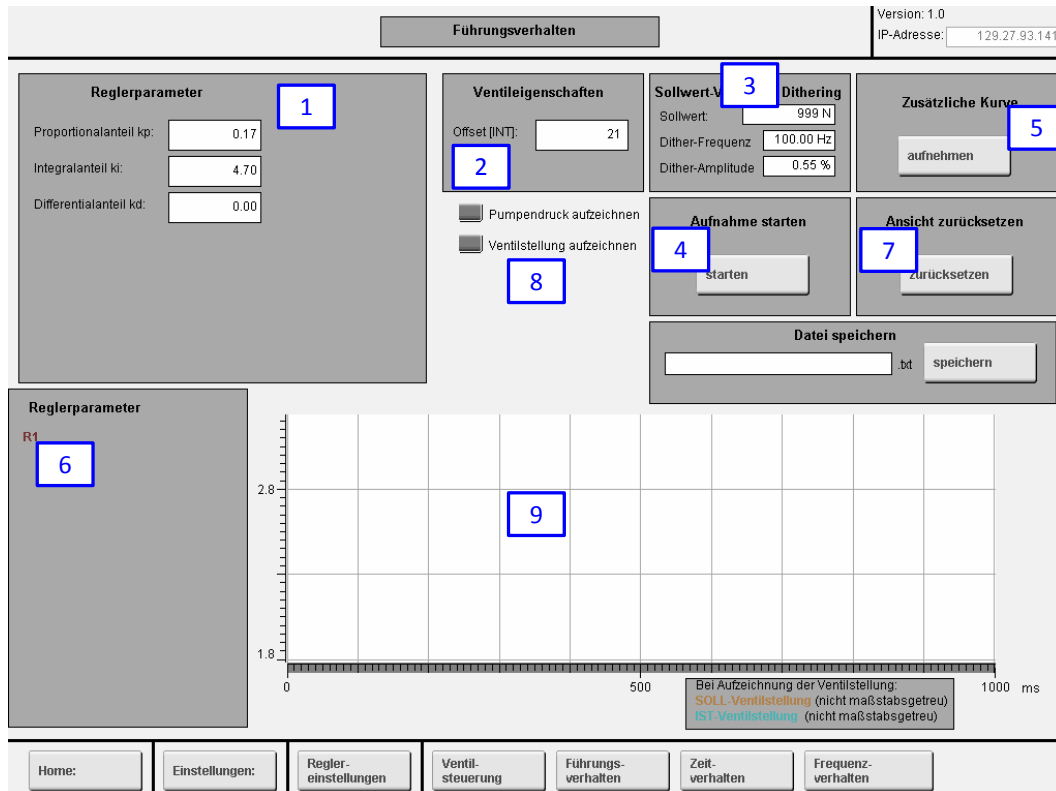 Führungsverhalten
Version: 1.0
IP-Adresse: 129.27.93.141
Reglerparameter
1
Proportionalanteil kp: 0.17
Integralanteil ki: 4.70
Differentialanteil kd: 0.00
Ventileigenschaften
Offset [INT]: 21
2
Pumpendruck aufzeichnen
Ventilstellung aufzeichnen
8
3
Sollwert-V Dithering
Sollwert: 999 N
Dither-Frequenz 100.00 Hz
Dither-Amplitude 0.55 %
Zusätzliche Kurve
5
aufnehmen
Aufnahme starten
4
starten
Ansicht zurücksetzen
7
zurücksetzen
Datei speichern
.txt speichern
Reglerparameter
R1
6
2.8
1.8
9
0 500 1000 ms
Bei Aufzeichnung der Ventilstellung:
SOLL-Ventilstellung (nicht maßstabsgetreu)
IST-Ventilstellung (nicht maßstabsgetreu)
Home:
Einstellungen:
Regler-
einstellungen
Ventil-
steuerung
Führungs-
verhalten
Zeit-
verhalten
Frequenz-
verhalten